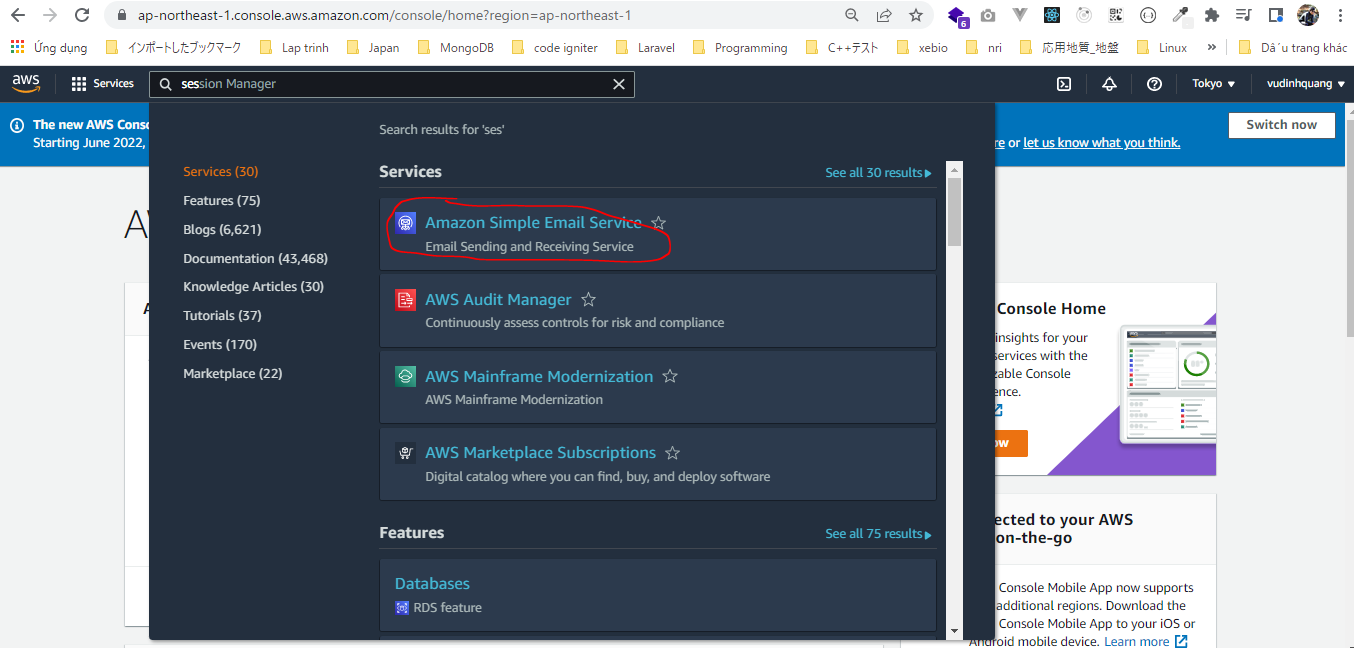 ap-northeast-1.console.aws.amazon.com/console/home?region=ap-northeast-1
6
Ứng dụng
インポートしたブックマーク
Lap trinh
Japan
MongoDB
code igniter
Laravel
Programming
C++テスト
xebio
nri
応用地質_地盤
Linux
»
Dấu trang khác
aws
Services
session Manager
Tokyo
vudinhquang
The new AWS Conso
Starting June 2022,
re or let us know what you think.
Switch now
Search results for 'ses'
Services (30)
Features (75)
Blogs (6,621)
Documentation (43,468)
Knowledge Articles (30)
Tutorials (37)
Events (170)
Marketplace (22)
Services
See all 30 results
Amazon Simple Email Service
Email Sending and Receiving Service
AWS Audit Manager
Continuously assess controls for risk and compliance
AWS Mainframe Modernization
AWS Mainframe Modernization
AWS Marketplace Subscriptions
Digital catalog where you can find, buy, and deploy software
Features
See all 75 results
Databases
RDS feature
Console Home
insights for your
services with the
zable Console
ence.
ow
ected to your AWS
on-the-go
Console Mobile App now supports
additional regions. Download the
Console Mobile App to your iOS or
Android mobile device. Learn more